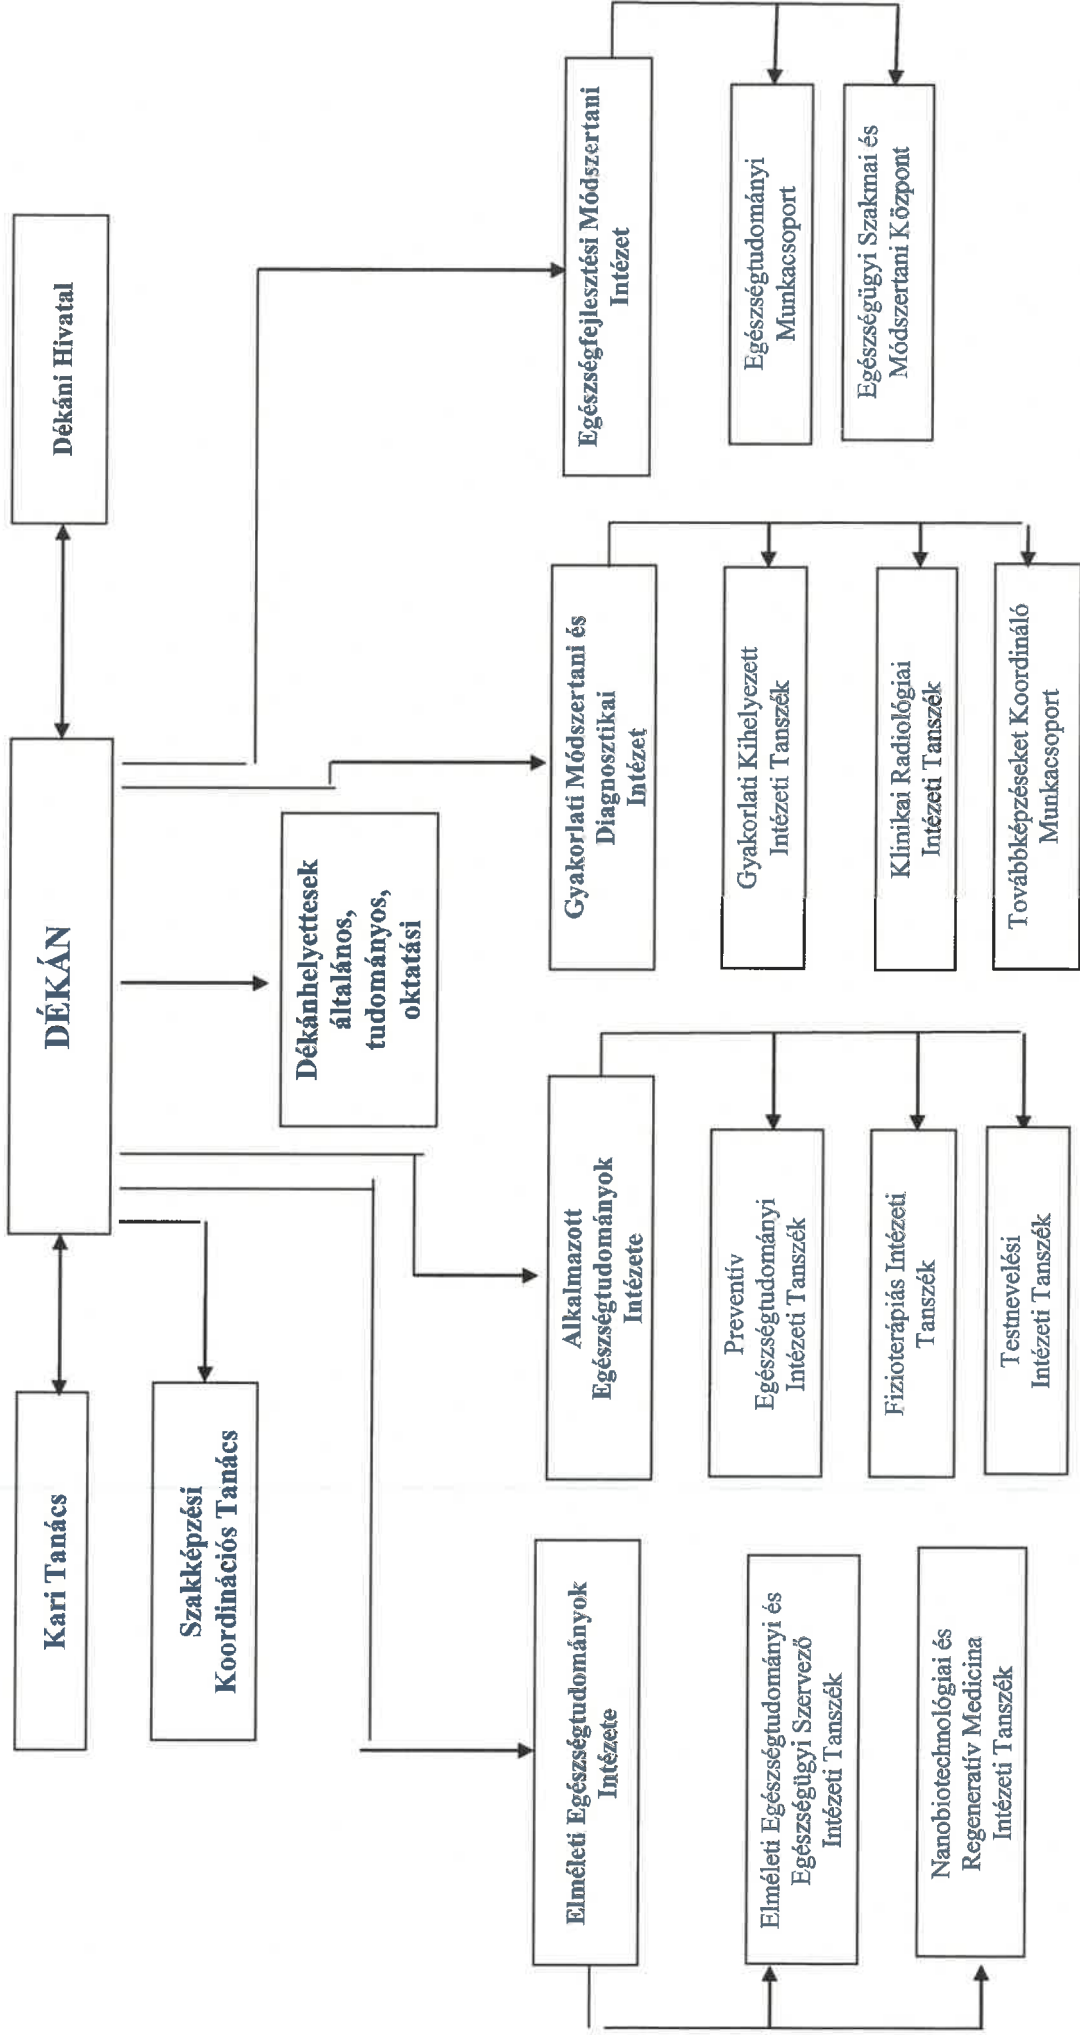 Kari Tanács
DÉKÁN
Dékáni Hivatal
Szakképzési
Koordinációs Tanács
Dékánhelyettesek
általános,
tudományos,
oktatási
Elméleti Egészségtudományok
Intézete
Alkalmazott
Egészségtudományok
Intézete
Gyakorlati Módszertani és
Diagnosztikai
Intézet
Egészségfejlesztési Módszertani
Intézet
Elméleti Egészségtudományi és
Egészségügyi Szervező
Intézeti Tanszék
Nanobiotechnológiai és
Regeneratív Medicina
Intézeti Tanszék
Preventív
Egészségtudományi
Intézeti Tanszék
Fizioterápiás Intézeti
Tanszék
Testnevelési
Intézeti Tanszék
Gyakorlati Kihelyezett
Intézeti Tanszék
Klinikai Radiológiai
Intézeti Tanszék
Továbbképzéseket Koordináló
Munkacsoport
Egészségtudományi
Munkacsoport
Egészségügyi Szakmai és
Módszertani Központ